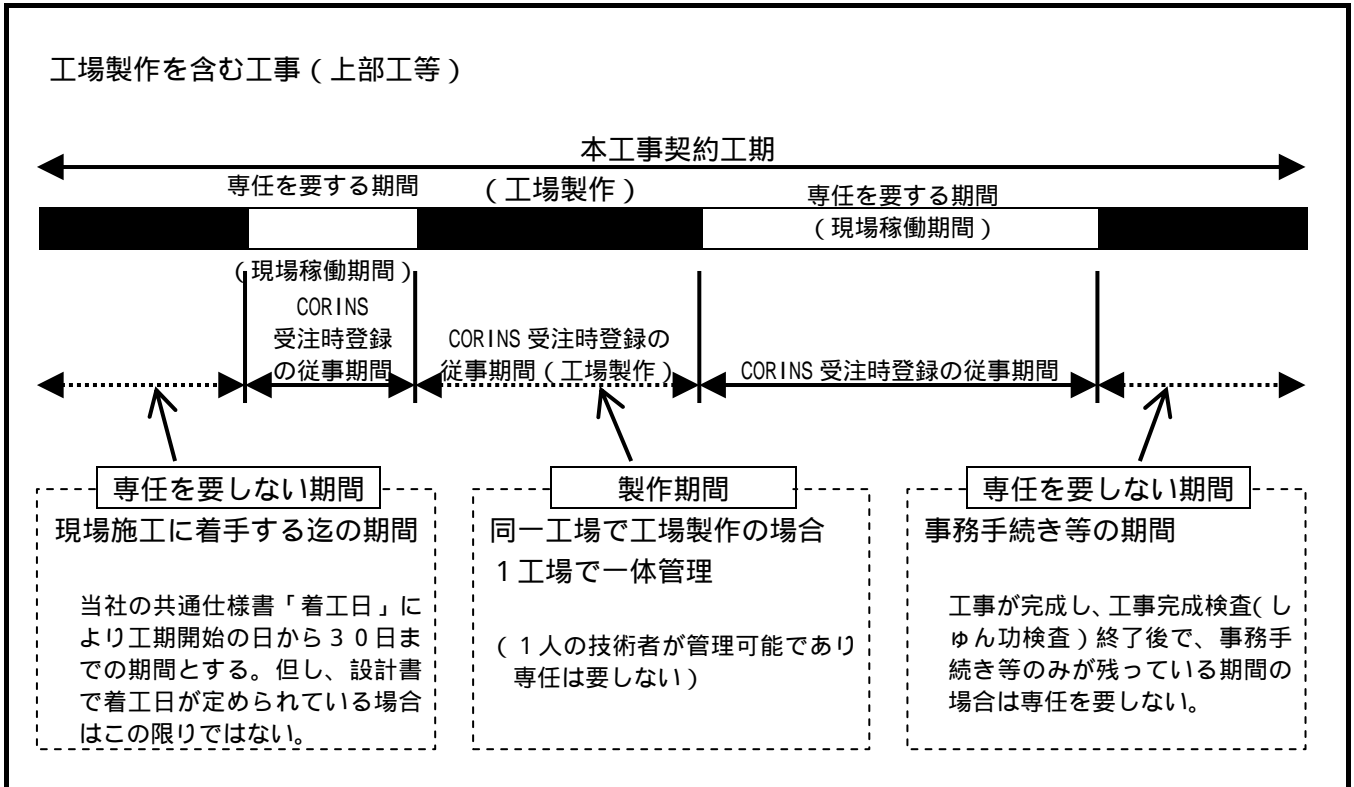 工場製作を含む工事（上部工等）
本工事契約工期
専任を要する期間
（工場製作）
専任を要する期間
（現場稼働期間）
（現場稼働期間）
CORINS
受注時登録
の従事期間
CORINS 受注時登録の
従事期間（工場製作）
CORINS 受注時登録の従事期間
専任を要しない期間
現場施工に着手する迄の期間
当社の共通仕様書「着工日」に
より工期開始の日から３０日ま
での期間とする。但し、設計書
で着工日が定められている場合
はこの限りではない。
製作期間
同一工場で工場製作の場合
１工場で一体管理
（１人の技術者が管理可能であり
専任は要しない）
専任を要しない期間
事務手続き等の期間
工事が完成し、工事完成検査（し
ゅん功検査）終了後で、事務手
続き等のみが残っている期間の
場合は専任を要しない。